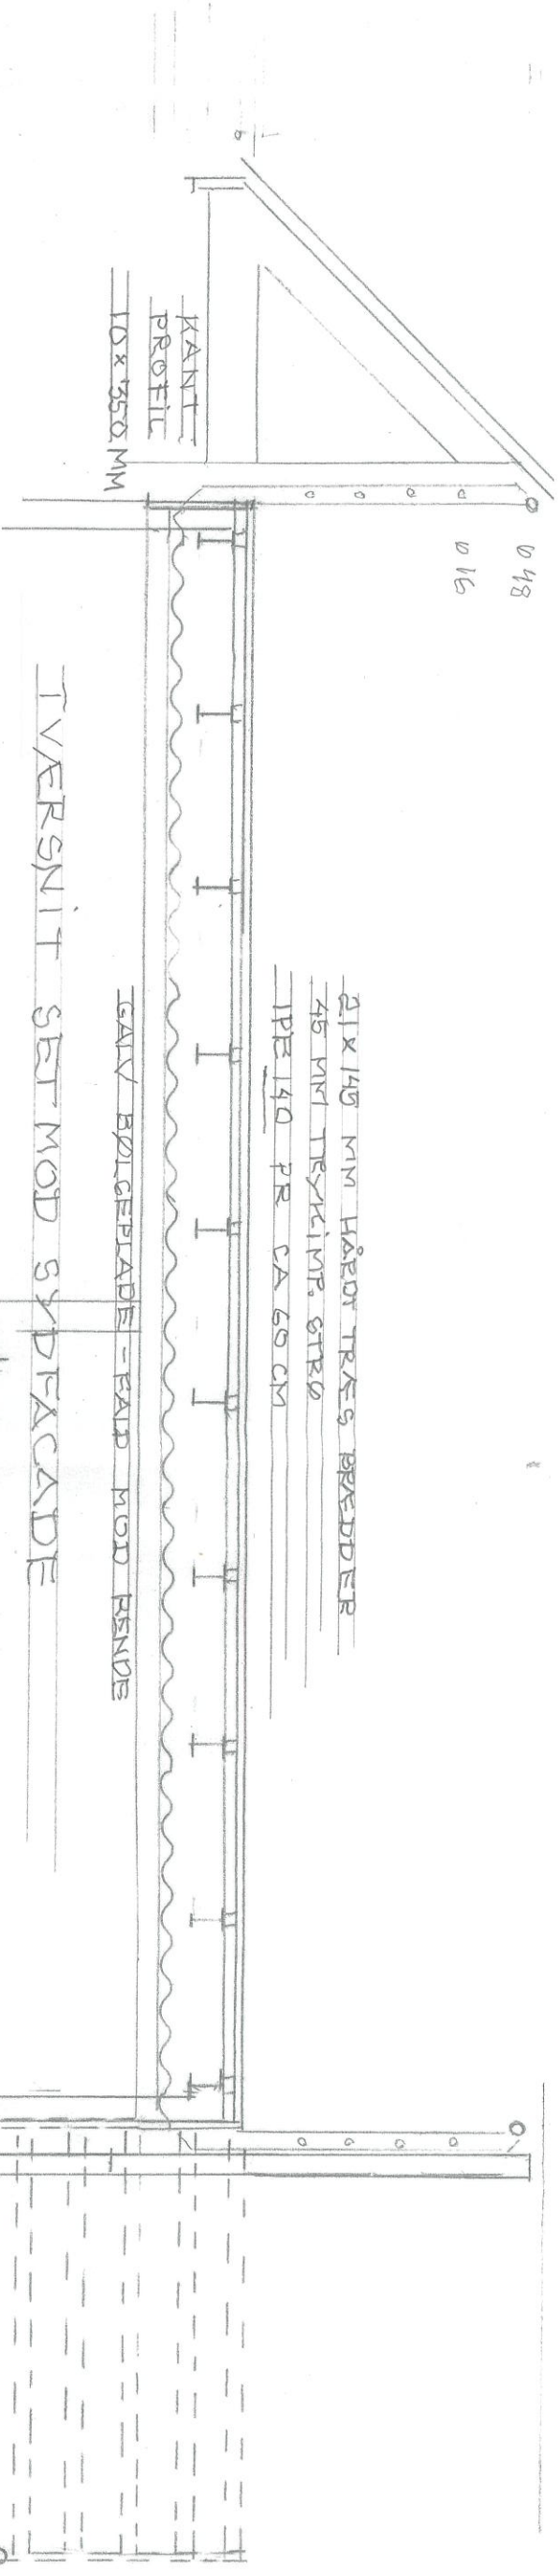 21 x 145 MM HÅRDT TRÆS BRÆDDER
45 MM TRYKIMP. STRØ
IPE 140 PR CA 60 CM
Ø 48
Ø 16
KANT
PROFIL
10 x 350 MM
GALV BØLGEPLADE - FALD MOD RENDE
TVÆRSNIT SET MOD SYDFACADE